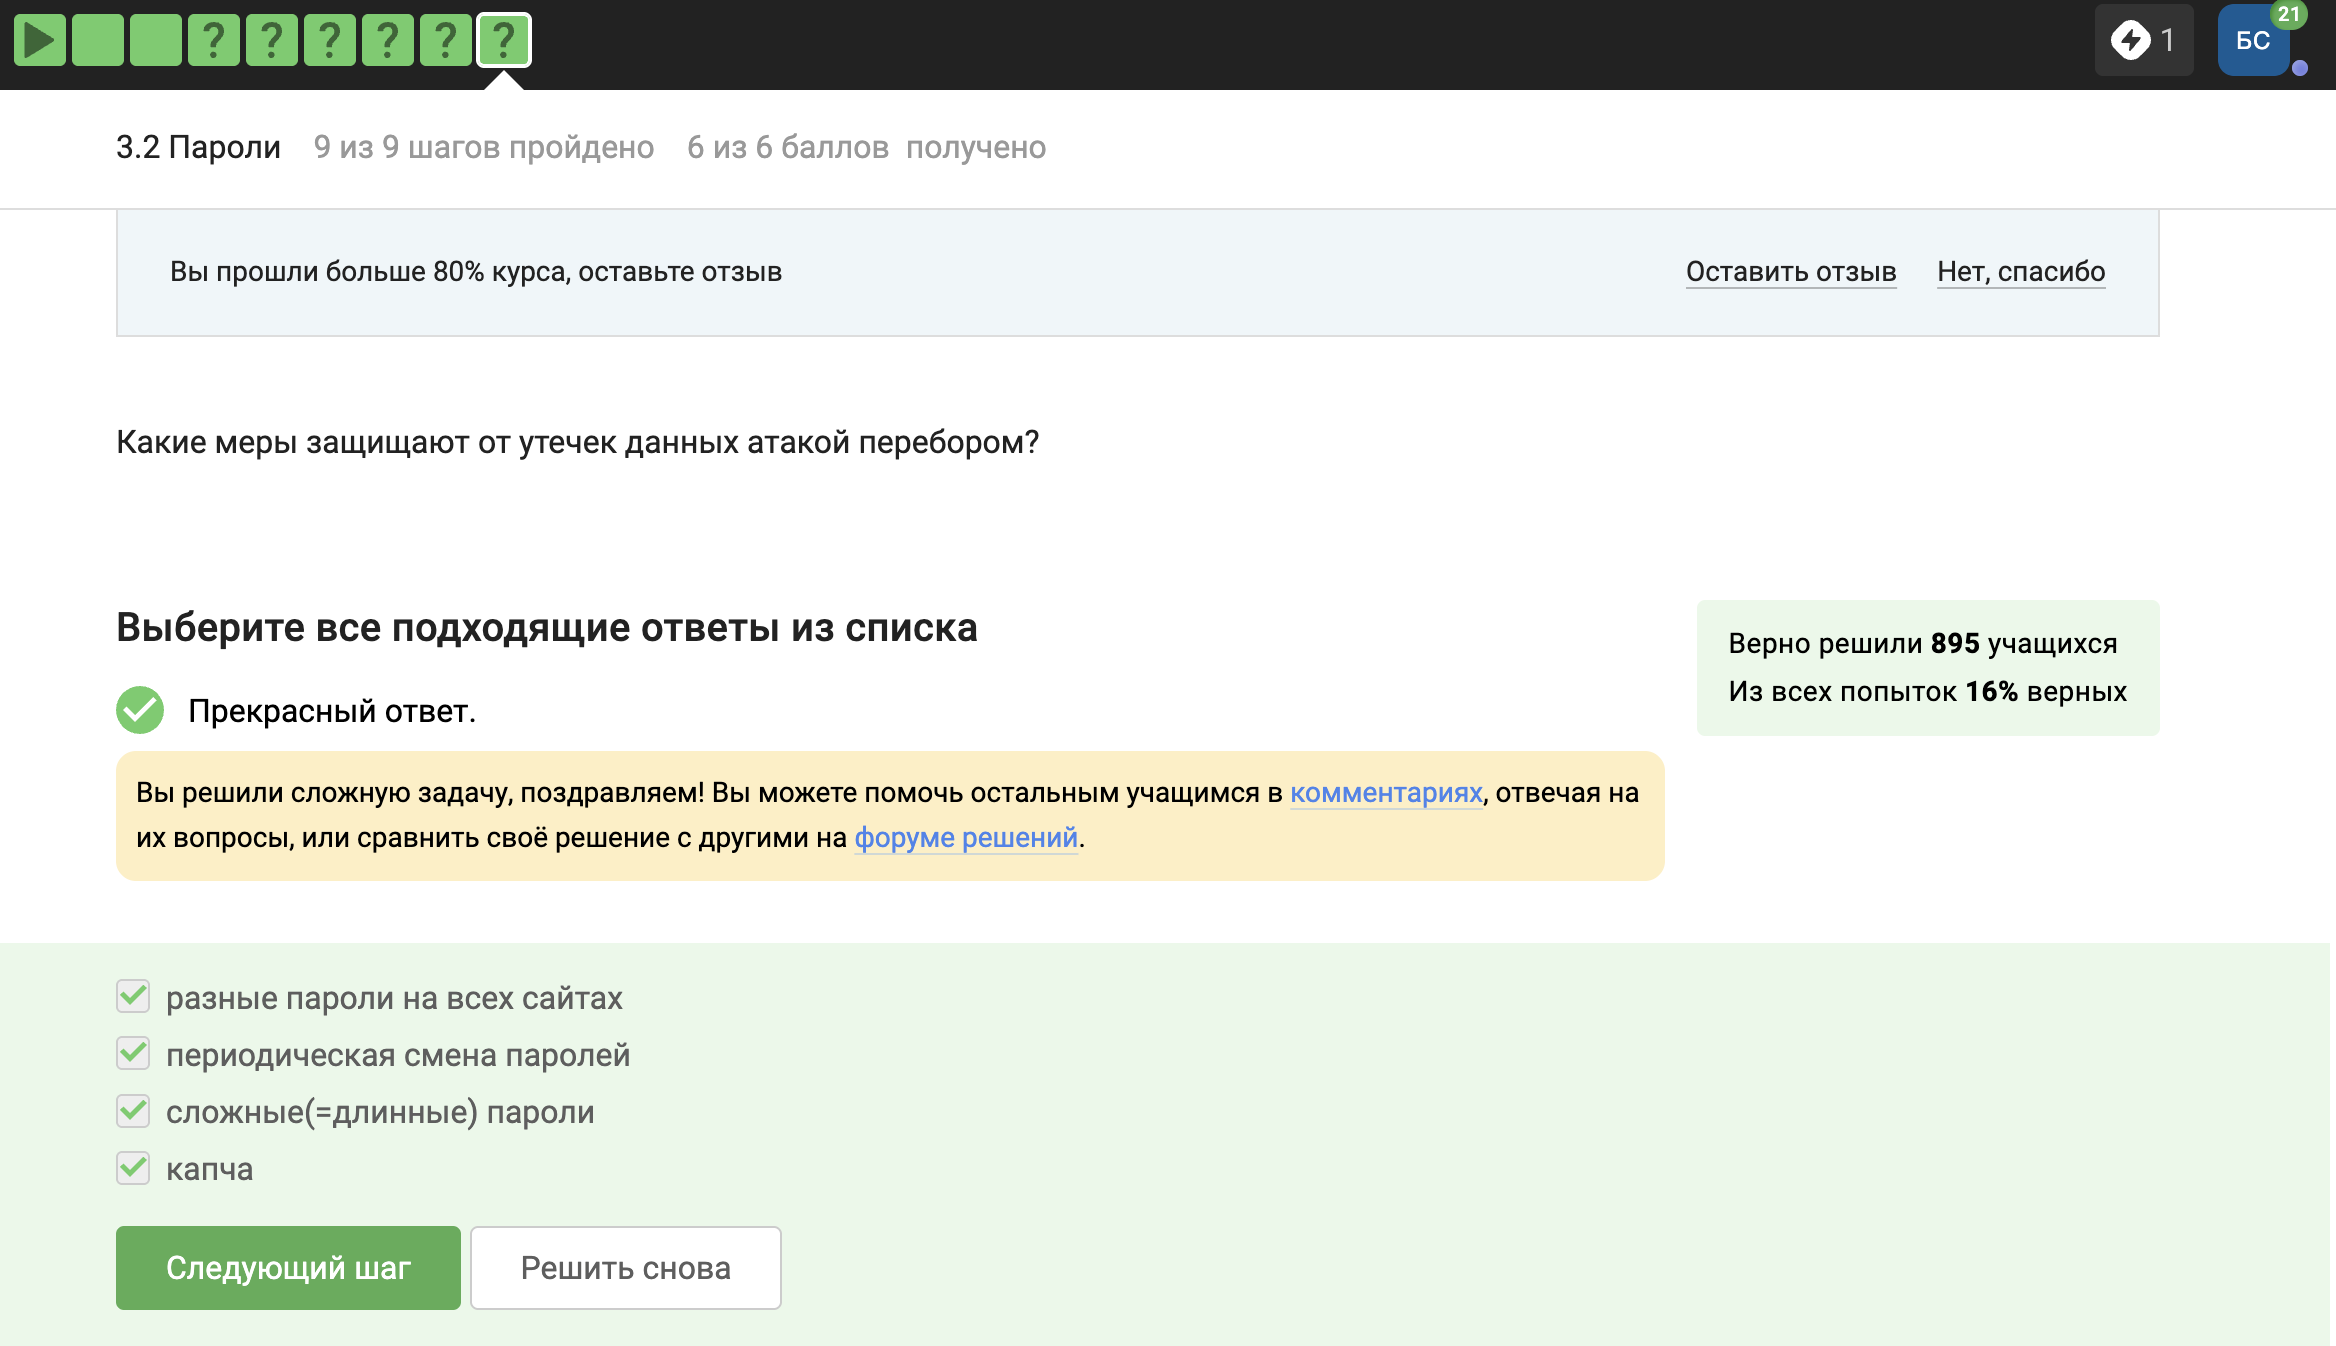 ? ? ? ? ? ?
1
БС
21
3.2 Пароли 9 из 9 шагов пройдено 6 из 6 баллов получено
Вы прошли больше 80% курса, оставьте отзыв
Оставить отзыв
Нет, спасибо
Какие меры защищают от утечек данных атакой перебором?
Выберите все подходящие ответы из списка
Верно решили 895 учащихся
Из всех попыток 16% верных
Прекрасный ответ.
Вы решили сложную задачу, поздравляем! Вы можете помочь остальным учащимся в комментариях, отвечая на
их вопросы, или сравнить своё решение с другими на форуме решений.
разные пароли на всех сайтах
периодическая смена паролей
сложные(=длинные) пароли
капча
Следующий шаг
Решить снова